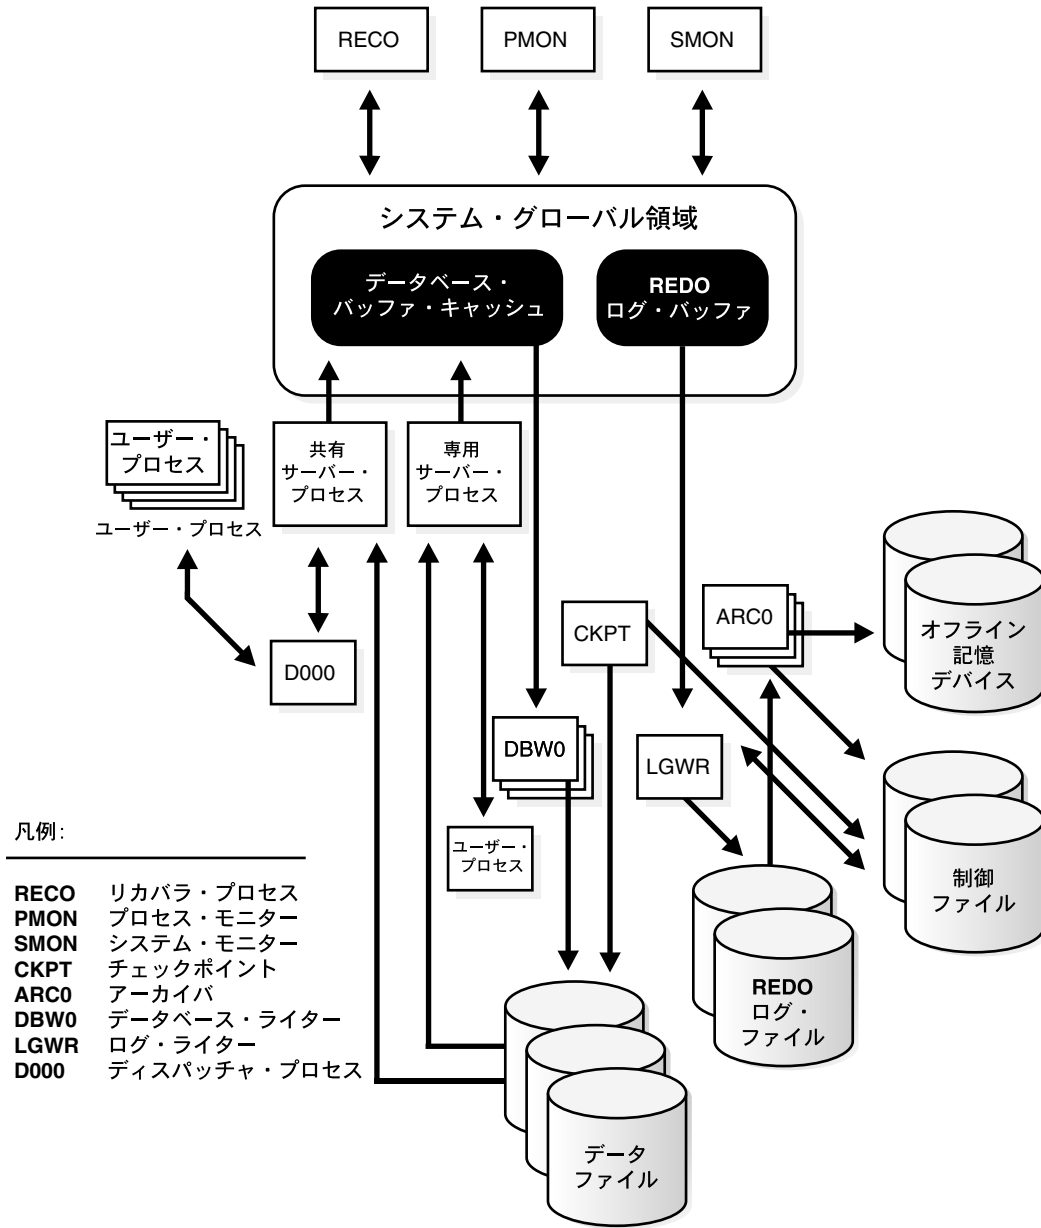 RECO
PMON
SMON
システム・グローバル領域
データベース・
バッファ・キャッシュ
REDO
ログ・バッファ
ユーザー・
プロセス
ユーザー・プロセス
共有
サーバー・
プロセス
専用
サーバー・
プロセス
D000
CKPT
ARC0
オフライン
記憶
デバイス
DBW0
LGWR
ユーザー・
プロセス
制御
ファイル
REDO
ログ・
ファイル
データ
ファイル
凡例:
RECO リカバラ・プロセス
PMON プロセス・モニター
SMON システム・モニター
CKPT チェックポイント
ARC0 アーカイバ
DBW0 データベース・ライター
LGWR ログ・ライター
D000 ディスパッチャ・プロセス